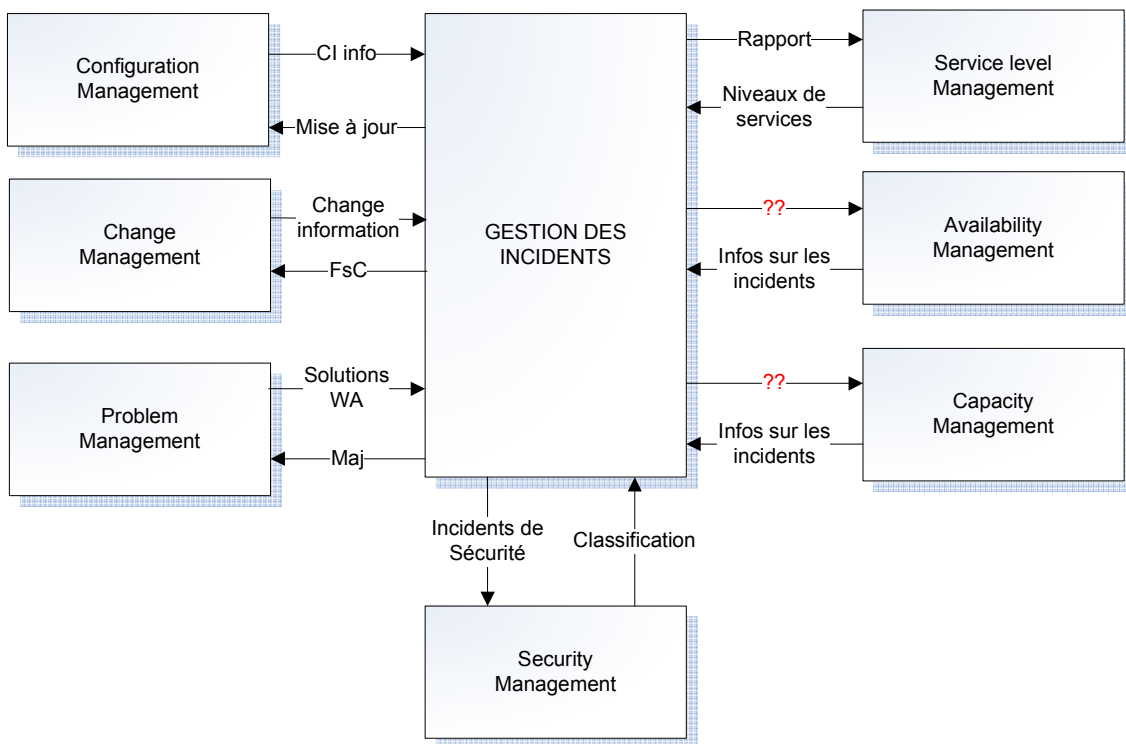 Configuration
Management
CI info
Mise à jour
Change
Management
Change
information
FsC
Problem
Management
Solutions
WA
Maj
GESTION DES
INCIDENTS
Rapport
Niveaux de
services
Service level
Management
??
Infos sur les
incidents
Availability
Management
??
Infos sur les
incidents
Capacity
Management
Incidents de
Sécurité
Classification
Security
Management